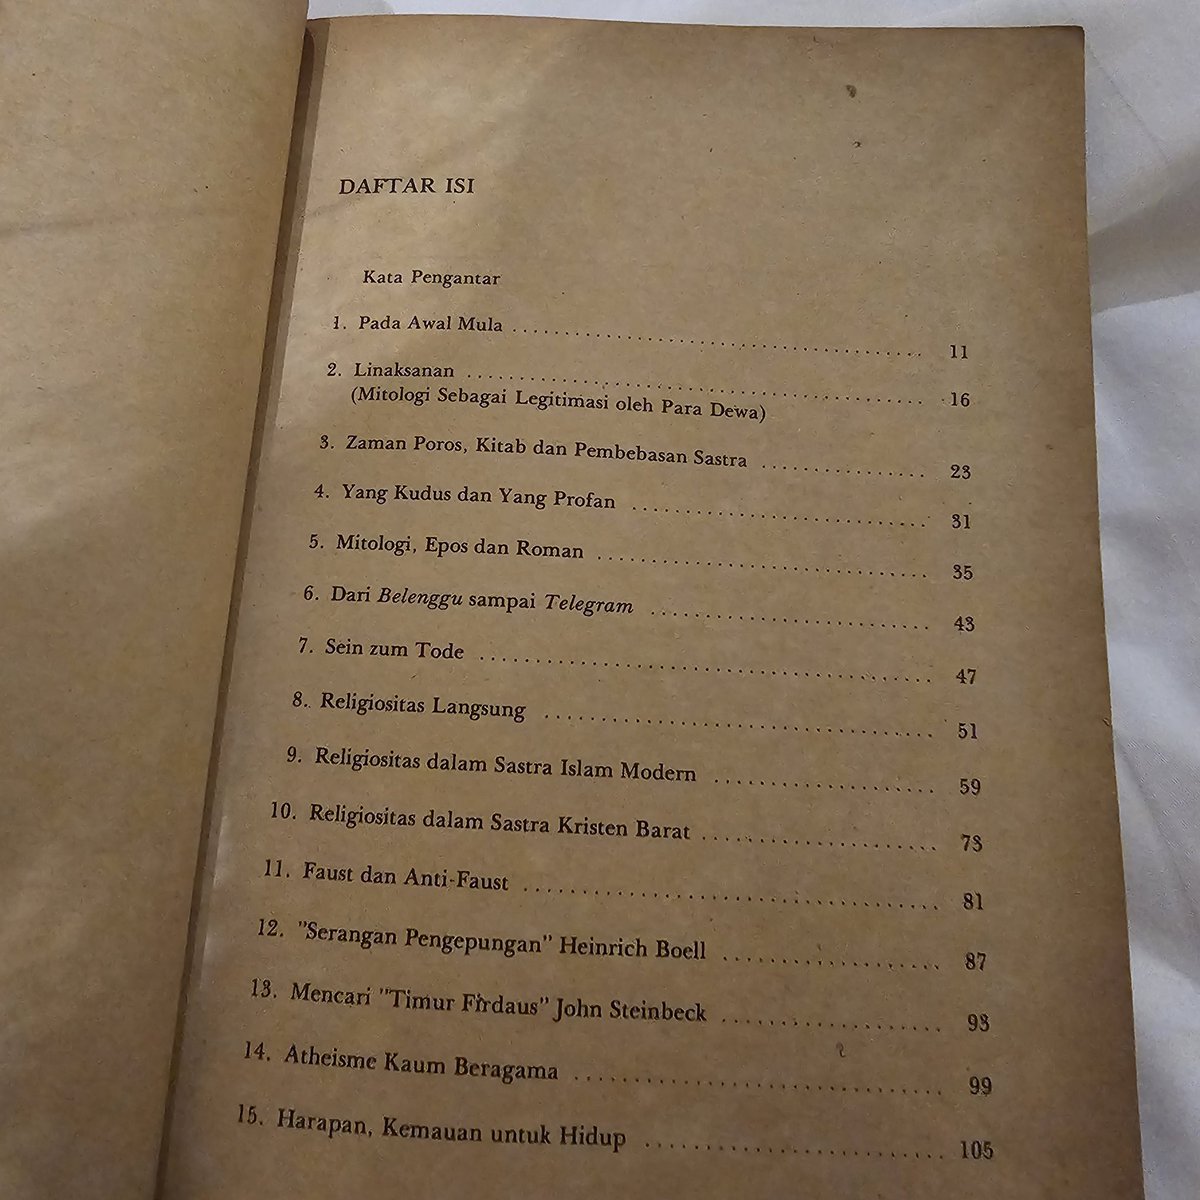 DAFTAR ISI
Kata Pengantar
1. Pada Awal Mula .......... 11
2. Linaksanan .......... 16
(Mitologi Sebagai Legitimasi oleh Para Dewa)
3. Zaman Poros, Kitab dan Pembebasan Sastra .......... 23
4. Yang Kudus dan Yang Profan .......... 31
5. Mitologi, Epos dan Roman .......... 35
6. Dari Belenggu sampai Telegram .......... 43
7. Sein zum Tode .......... 47
8. Religiositas Langsung .......... 51
9. Religiositas dalam Sastra Islam Modern .......... 59
10. Religiositas dalam Sastra Kristen Barat .......... 73
11. Faust dan Anti-Faust .......... 81
12. "Serangan Pengepungan" Heinrich Boell .......... 87
13. Mencari "Timur Firdaus" John Steinbeck .......... 93
14. Atheisme Kaum Beragama .......... 99
15. Harapan, Kemauan untuk Hidup .......... 105